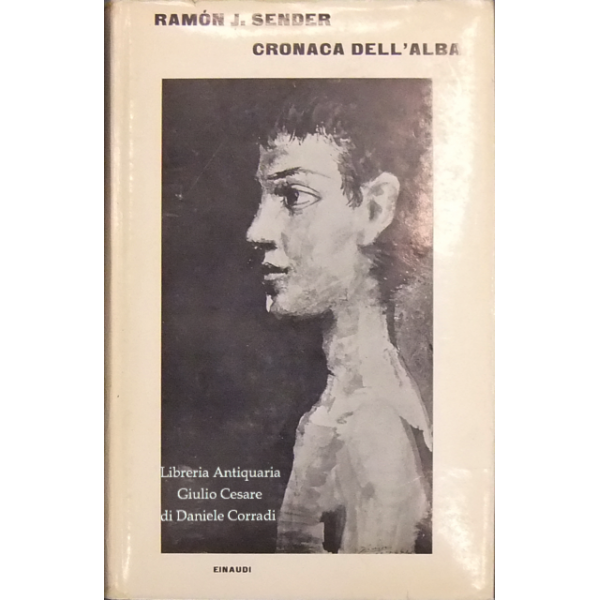 RAMÓN J. SENDER
CRONACA DELL'ALBA
Libreria Antiquaria
Giulio Cesare
di Daniele Corradi
EINAUDI